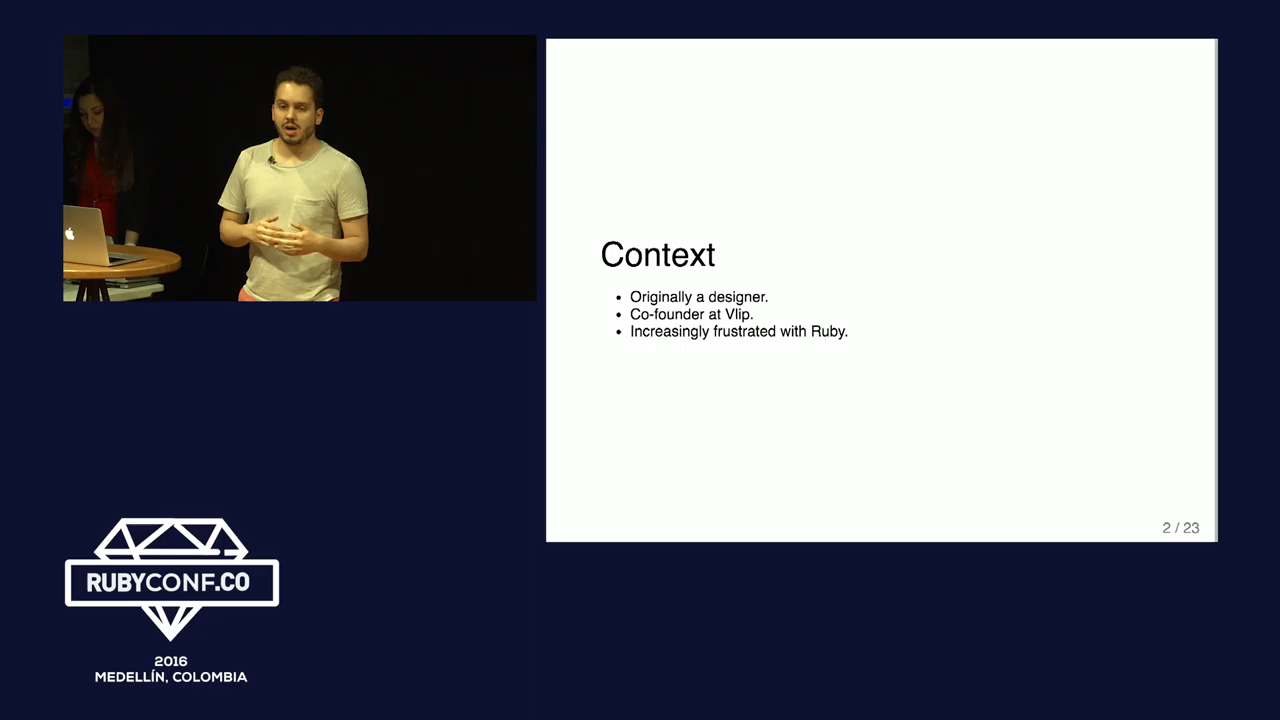 Context
Originally a designer.
Co-founder at Vlip.
Increasingly frustrated with Ruby.
2 / 23
RUBYCONF.CO
2016
MEDELLÍN, COLOMBIA